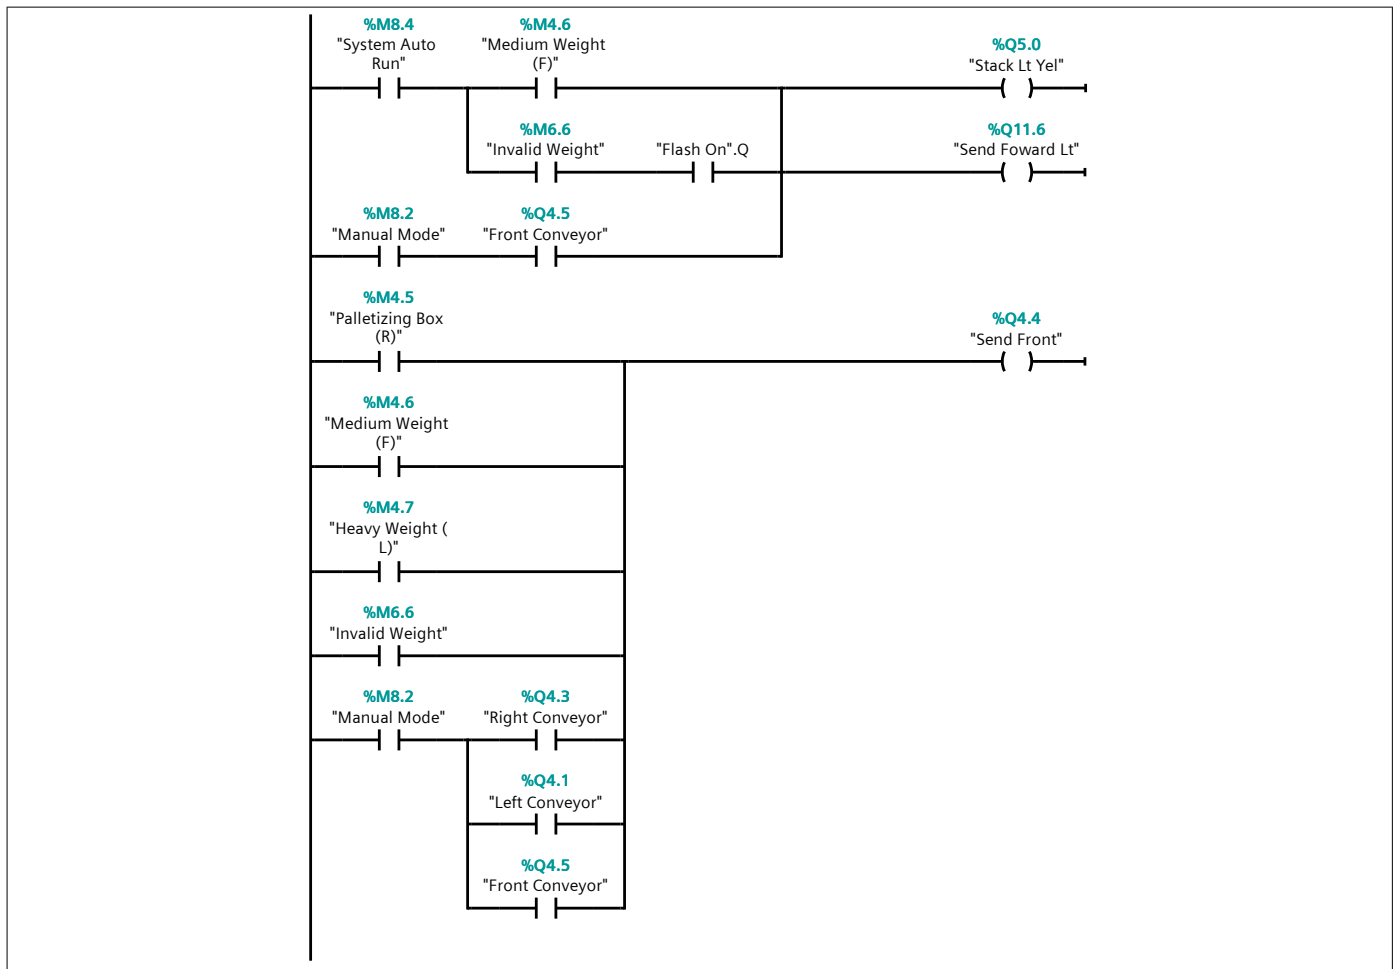 %M8.4
"System Auto
Run"
%M4.6
"Medium Weight
(F)"
%Q5.0
"Stack Lt Yel"
%M6.6
"Invalid Weight"
"Flash On".Q
%Q11.6
"Send Foward Lt"
%M8.2
"Manual Mode"
%Q4.5
"Front Conveyor"
%M4.5
"Palletizing Box
(R)"
%Q4.4
"Send Front"
%M4.6
"Medium Weight
(F)"
%M4.7
"Heavy Weight (
L)"
%M6.6
"Invalid Weight"
%M8.2
"Manual Mode"
%Q4.3
"Right Conveyor"
%Q4.1
"Left Conveyor"
%Q4.5
"Front Conveyor"